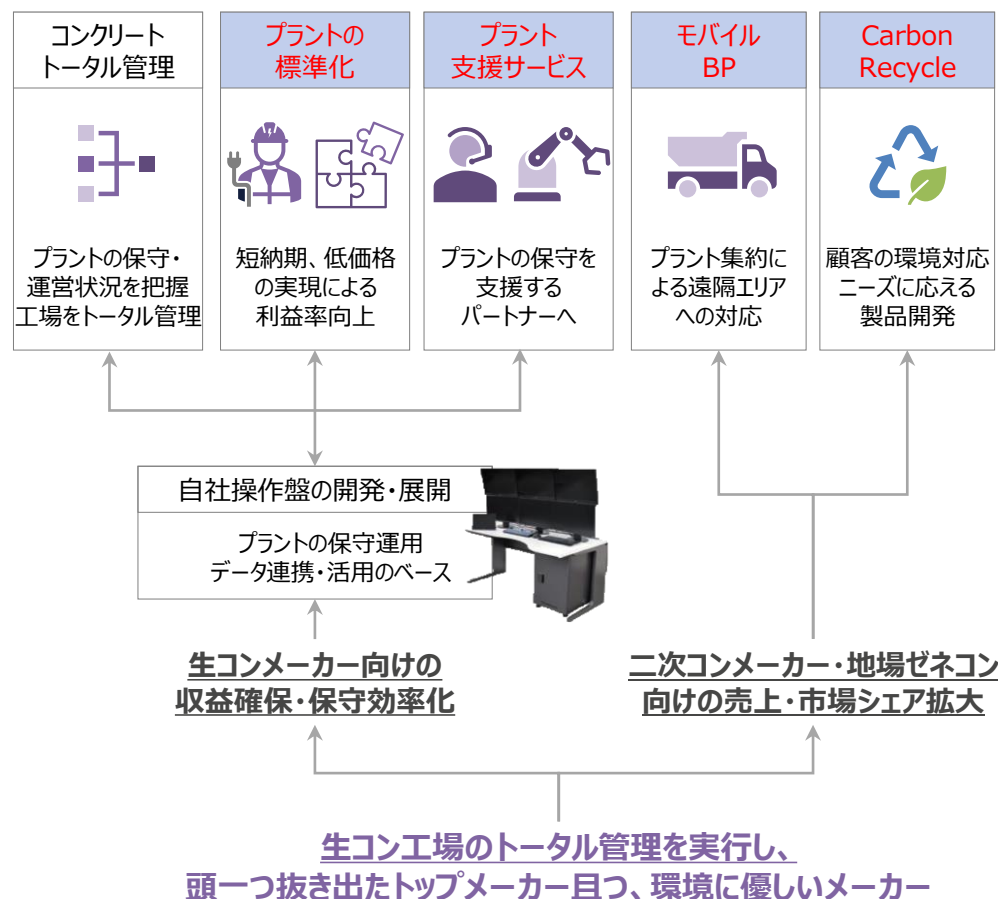 コンクリート
トータル管理
プラントの
標準化
プラント
支援サービス
モバイル
BP
Carbon
Recycle
プラントの保守・
運営状況を把握
工場をトータル管理
短納期、低価格
の実現による
利益率向上
プラントの保守を
支援する
パートナーへ
プラント集約に
よる遠隔エリア
への対応
顧客の環境対応
ニーズに応える
製品開発
自社操作盤の開発・展開
プラントの保守運用
データ連携・活用のベース
生コンメーカー向けの
収益確保・保守効率化
二次コンメーカー・地場ゼネコン
向けの売上・市場シェア拡大
生コン工場のトータル管理を実行し、
頭一つ抜き出たトップメーカー且つ、環境に優しいメーカー